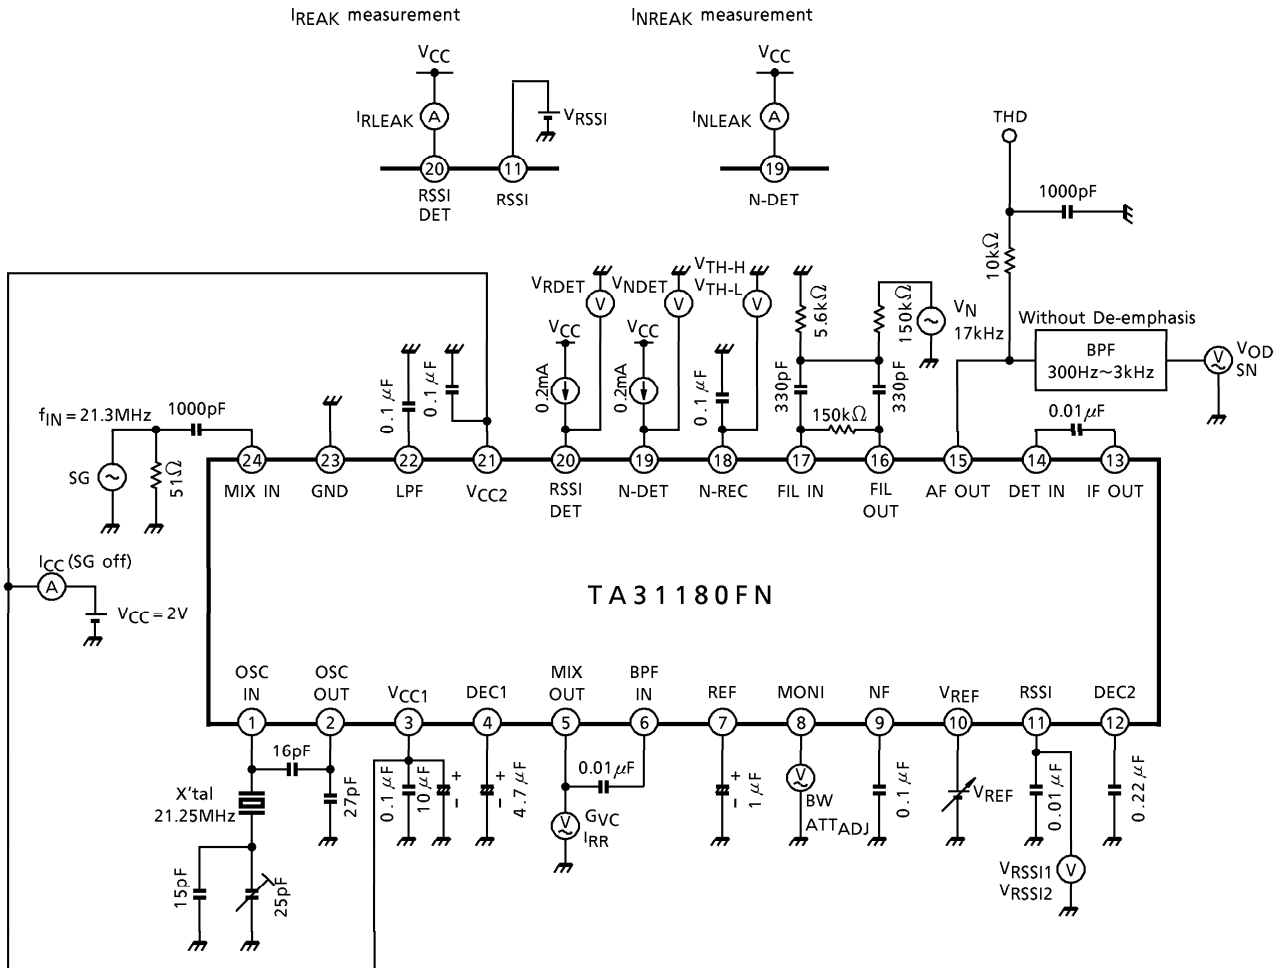 IREAK measurement
INREAK measurement
VCC
VCC
IRLEAK
A
VRSSI
INLEAK
A
20
11
19
RSSI
DET
RSSI
N-DET
THD
1000pF
10kΩ
VRDET
V
VNDET
V
VTH-H
VTH-L
V
5.6kΩ
150kΩ
VN
17kHz
Without De-emphasis
BPF
300Hz~3kHz
V
VOD
SN
VCC
VCC
0.2mA
0.2mA
0.1 μF
0.1 μF
0.1 μF
330pF
330pF
150kΩ
0.01μF
fIN = 21.3MHz
1000pF
SG
51Ω
24
23
22
21
20
19
18
17
16
15
14
13
MIX IN
GND
LPF
VCC2
RSSI
DET
N-DET
N-REC
FIL IN
FIL
OUT
AF OUT
DET IN
IF OUT
ICC (SG off)
A
VCC = 2V
TA31180FN
OSC
IN
OSC
OUT
VCC1
DEC1
MIX
OUT
BPF
IN
REF
MONI
NF
VREF
RSSI
DEC2
1
2
3
4
5
6
7
8
9
10
11
12
16pF
X'tal
21.25MHz
27pF
0.1 μF
10 μF
+
-
+
-
4.7 μF
0.01 μF
V
GVC
IRR
+
-
1 μF
V
BW
ATTADJ
0.1 μF
VREF
0.01 μF
V
VRSSI1
VRSSI2
0.22 μF
15pF
25pF